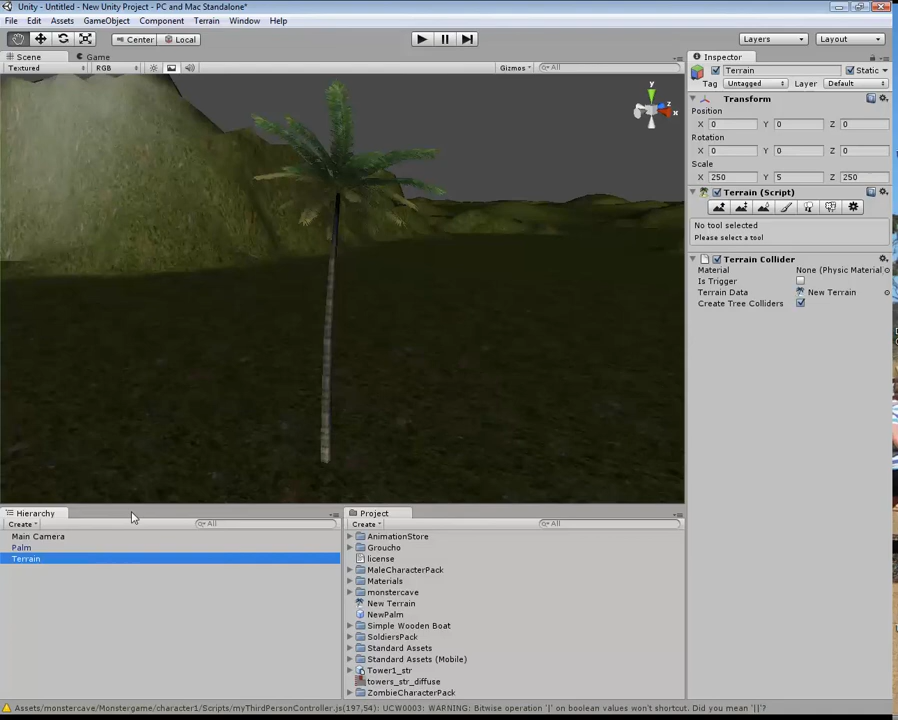 Unity - Untitled - New Unity Project - PC and Mac Standalone*
File Edit Assets GameObject Component Terrain Window Help
Center Local Layers Layout
Scene Game
Textured RGB Gizmos All
y
z
x
Inspector
Terrain Static
Tag Untagged Layer Default
Transform
Position
X 0 Y 0 Z 0
Rotation
X 0 Y 0 Z 0
Scale
X 250 Y 5 Z 250
Terrain (Script)
No tool selected
Please select a tool
Terrain Collider
Material None (Physic Material
Is Trigger
Terrain Data New Terrain
Create Tree Colliders
Hierarchy
Create All
Main Camera
Palm
Terrain
Project
Create All
AnimationStore
Groucho
license
MaleCharacterPack
Materials
monstercave
New Terrain
NewPalm
Simple Wooden Boat
SoldiersPack
Standard Assets
Standard Assets (Mobile)
Tower1_str
towers_str_diffuse
ZombieCharacterPack
Assets/monstercave/Monstergame/character1/Scripts/myThirdPersonController.js(197,54): UCW0003: WARNING: Bitwise operation '|' on boolean values won't shortcut. Did you mean '||'?